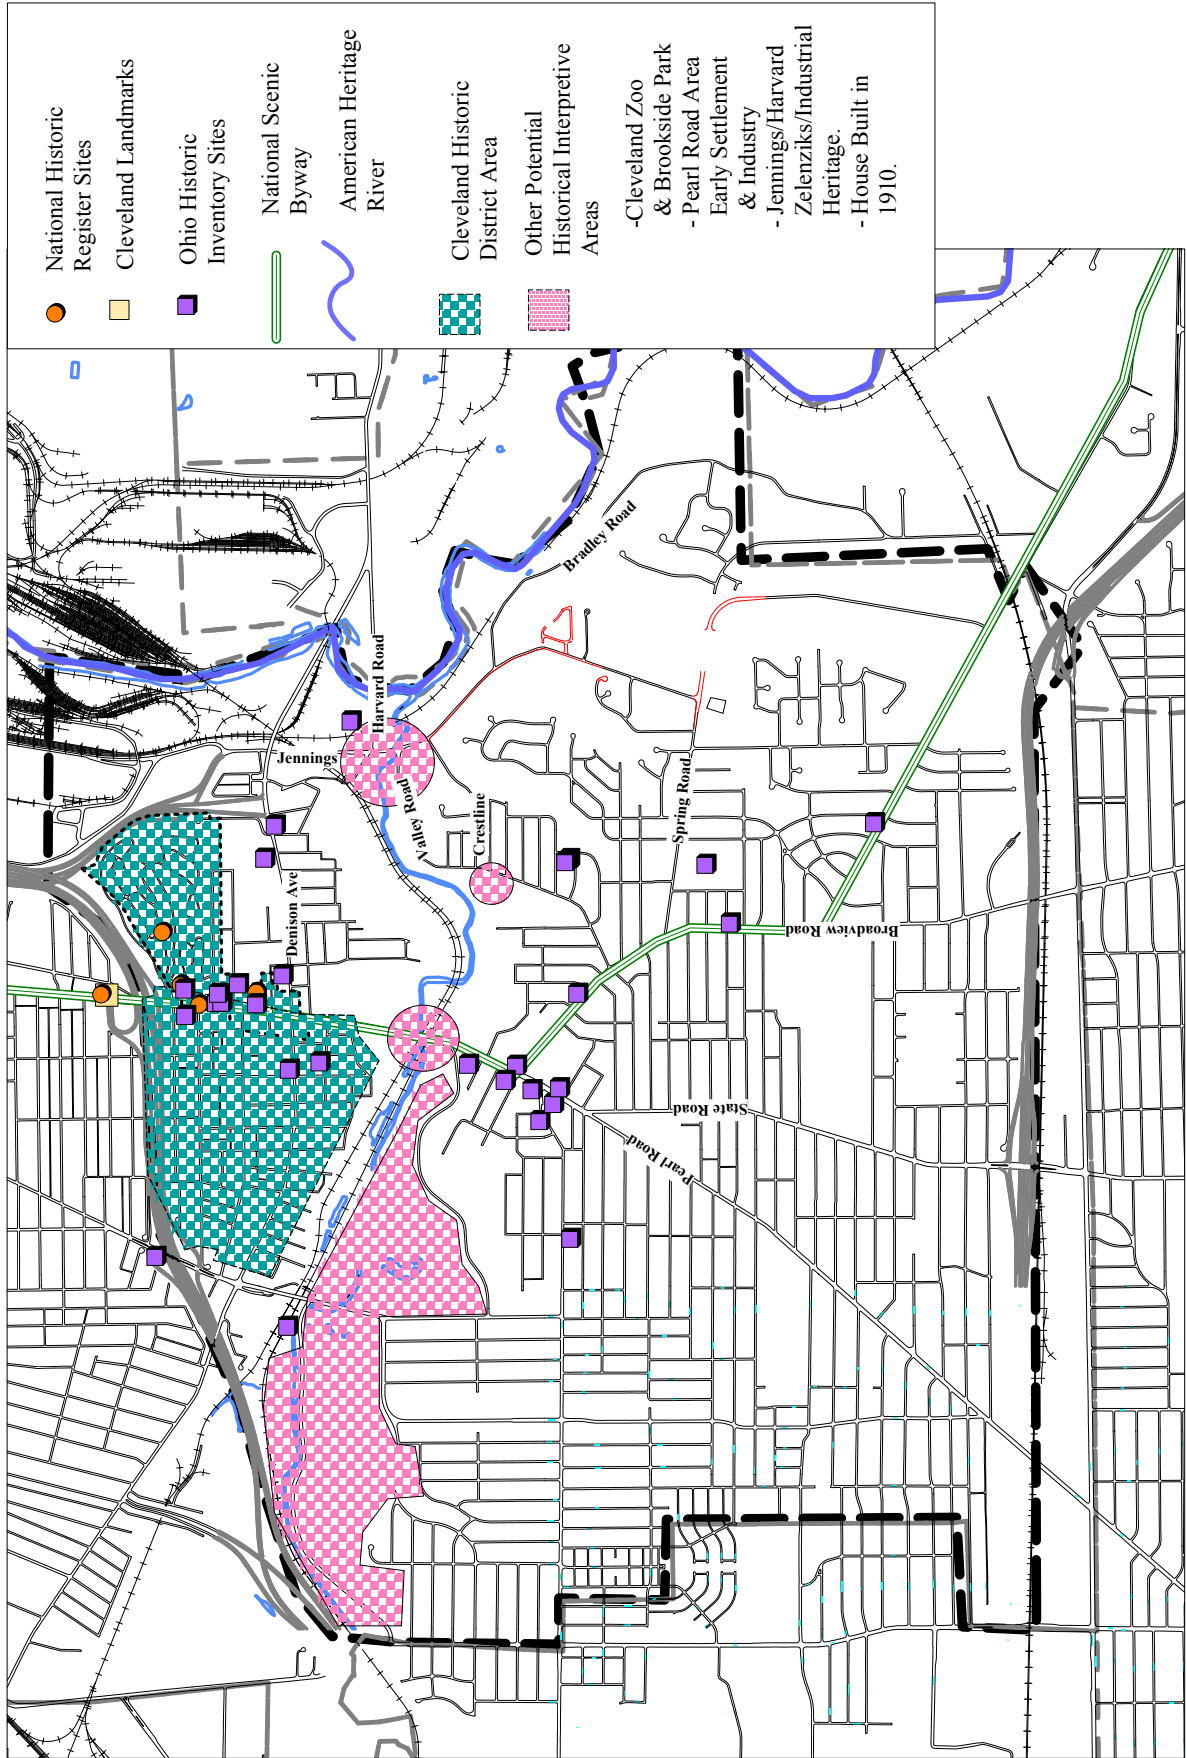 National Historic
Register Sites
Cleveland Landmarks
Ohio Historic
Inventory Sites
National Scenic
Byway
American Heritage
River
Cleveland Historic
District Area
Other Potential
Historical Interpretive
Areas
-Cleveland Zoo
& Brookside Park
- Pearl Road Area
Early Settlement
& Industry
- Jennings/Harvard
Zelenziks/Industrial
Heritage.
- House Built in
1910.
Bradley Road
Harvard Road
Jennings
Valley Road
Crestline
Spring Road
Denison Ave
Broadview Road
State Road
Pearl Road